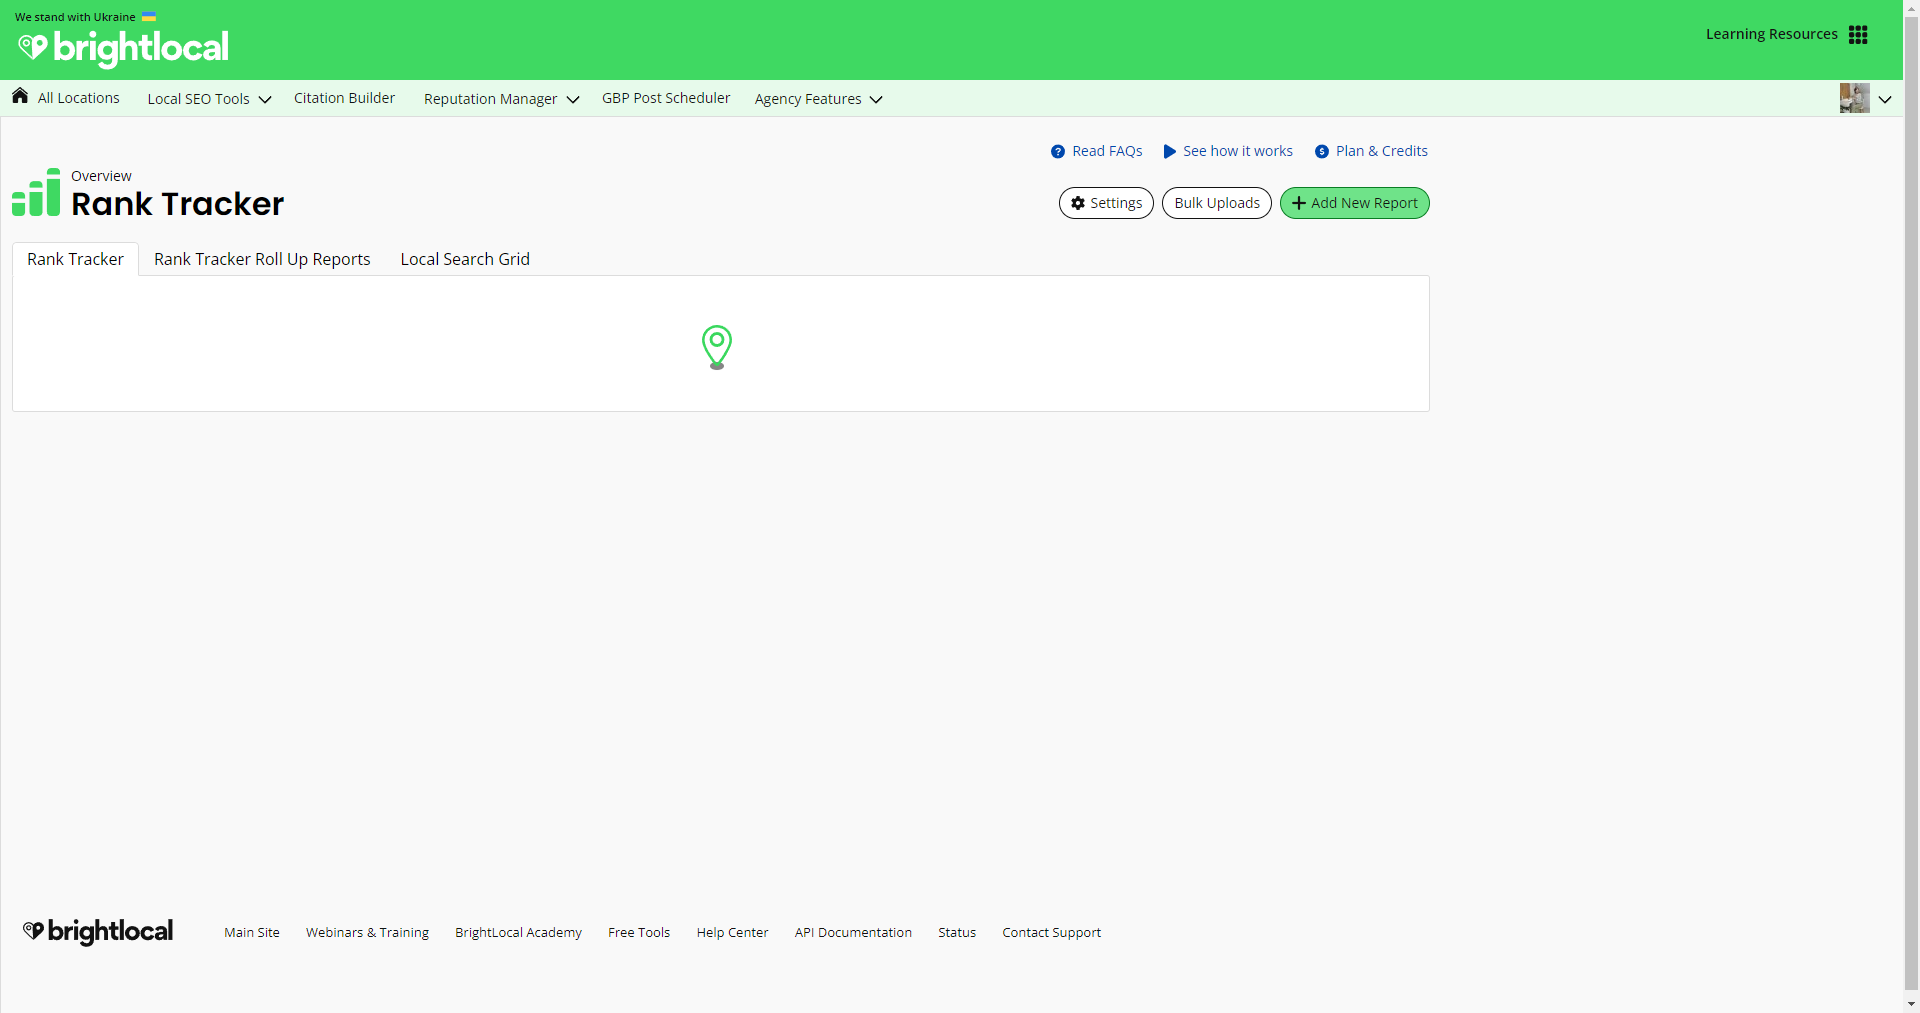 We stand with Ukraine
brightlocal
Learning Resources
All Locations
Local SEO Tools
Citation Builder
Reputation Manager
GBP Post Scheduler
Agency Features
Read FAQs
See how it works
Plan & Credits
Overview
Rank Tracker
Settings
Bulk Uploads
Add New Report
Rank Tracker
Rank Tracker Roll Up Reports
Local Search Grid
brightlocal
Main Site
Webinars & Training
BrightLocal Academy
Free Tools
Help Center
API Documentation
Status
Contact Support